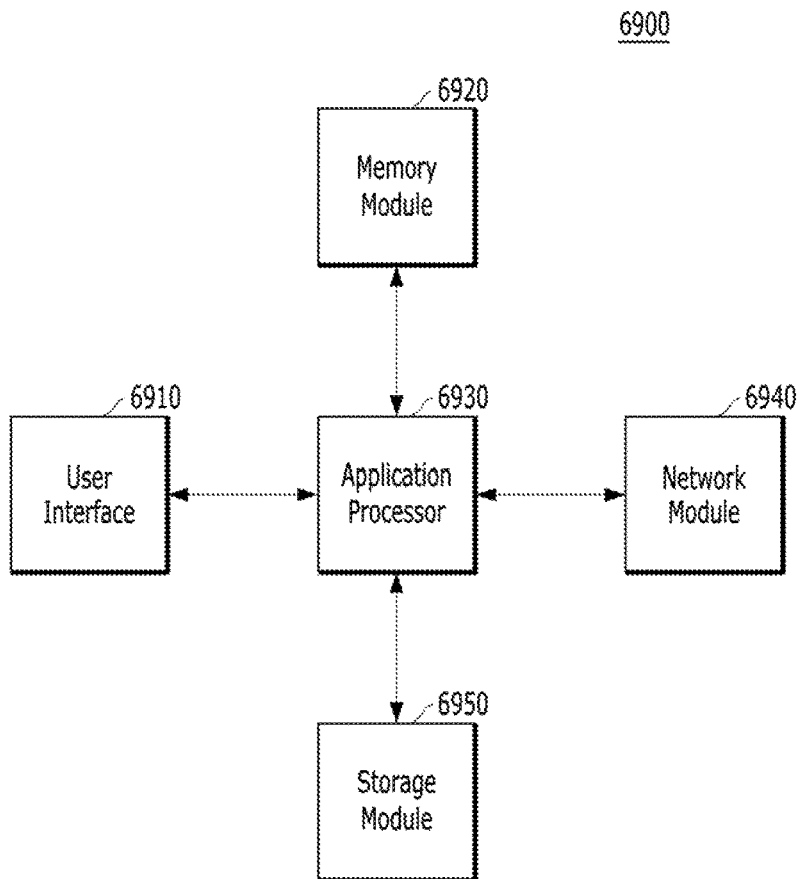 6900
6920
Memory
Module
6910
User
Interface
6930
Application
Processor
6940
Network
Module
6950
Storage
Module